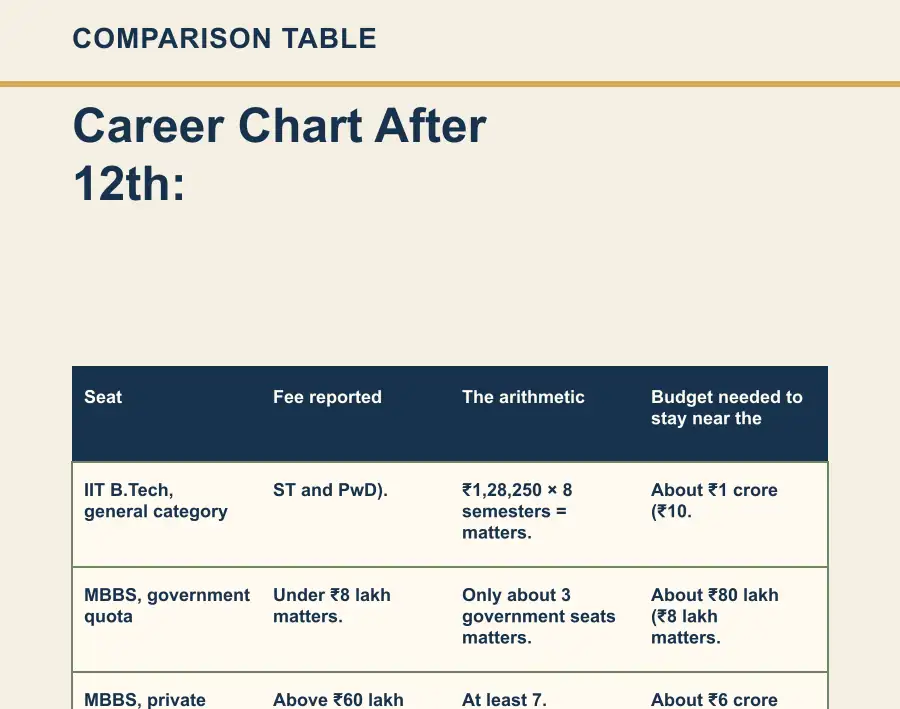 COMPARISON TABLE
Career Chart After
12th:
Seat
Fee reported
The arithmetic
Budget needed to
stay near the
IIT B.Tech,
general category
ST and PwD).
₹1,28,250 × 8
semesters =
matters.
About ₹1 crore
(₹10.
MBBS, government
quota
Under ₹8 lakh
matters.
Only about 3
government seats
matters.
About ₹80 lakh
(₹8 lakh
matters.
MBBS, private
Above ₹60 lakh
At least 7.
About ₹6 crore